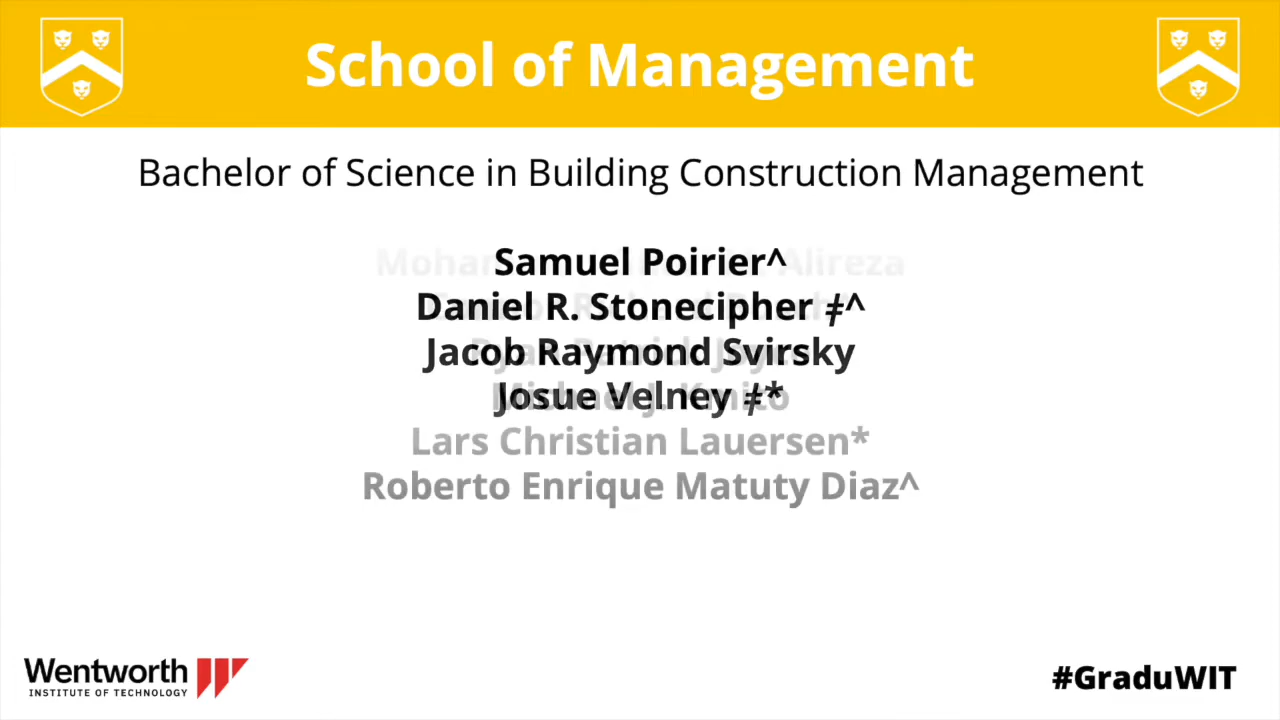 School of Management
Bachelor of Science in Building Construction Management
Samuel Poirier^
Daniel R. Stonecipher ≠^
Jacob Raymond Svirsky
Josue Velney ≠*
Lars Christian Lauersen*
Roberto Enrique Matuty Diaz^
Wentworth
INSTITUTE OF TECHNOLOGY
#GraduWIT